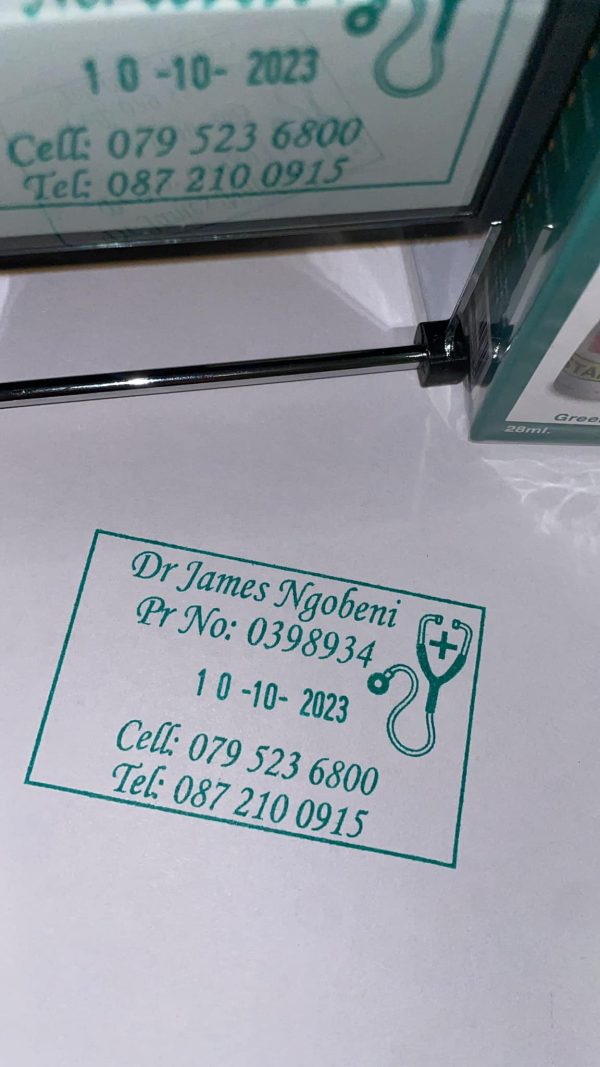 1 0 -10- 2023
Cell: 079 523 6800
Tel: 087 210 0915
28ml.
Dr James Ngobeni
Pr No: 0398934
1 0 -10- 2023
Cell: 079 523 6800
Tel: 087 210 0915